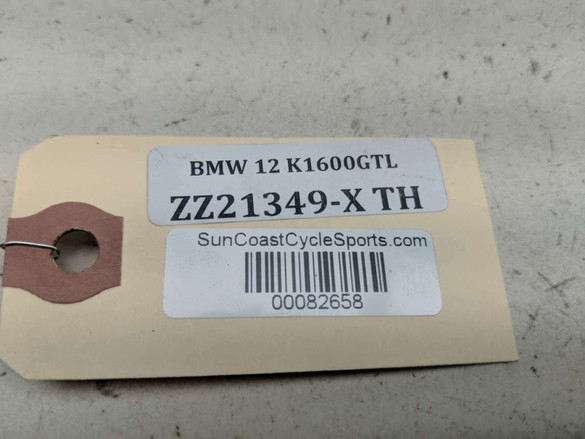 BMW 12 K1600GTL
ZZ21349-X TH
SunCoastCycleSports.com
00082658